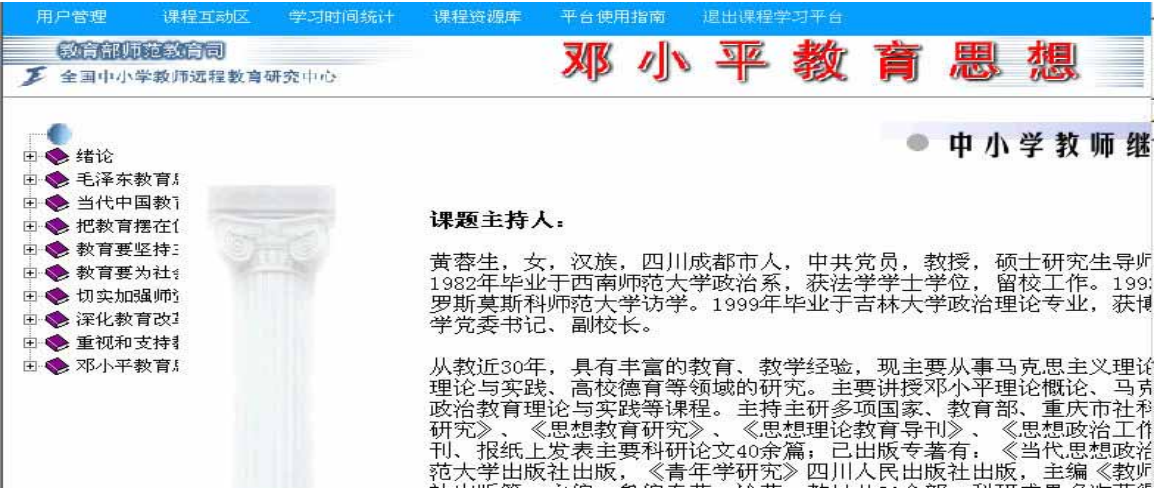 用户管理 课程互动区 学习时间统计 课程资源库 平台使用指南 退出课程学习平台
教育部师范教育司
全国中小学教师远程教育研究中心
邓小平教育思想
中小学教师继
绪论
毛泽东教育
当代中国教
把教育摆在
教育要坚持
教育要为社会
切实加强师
深化教育改
重视和支持
邓小平教育
课题主持人：
黄蓉生，女，汉族，四川成都市人，中共党员，教授，硕士研究生导师
1982年毕业于西南师范大学政治系，获法学学士学位，留校工作。199
罗斯莫斯科师范大学访学。1999年毕业于吉林大学政治理论专业，获博
学党委书记、副校长。
从教近30年，具有丰富的教育、教学经验，现主要从事马克思主义理论
理论与实践、高校德育等领域的研究。主要讲授邓小平理论概论、马克
政治教育理论与实践等课程。主持主研多项国家、教育部、重庆市社科
研究》、《思想教育研究》、《思想理论教育导刊》、《思想政治工作
刊、报纸上发表主要科研论文40余篇；已出版专著有：《当代思想政治
范大学出版社出版，《青年学研究》四川人民出版社出版，主编《教师